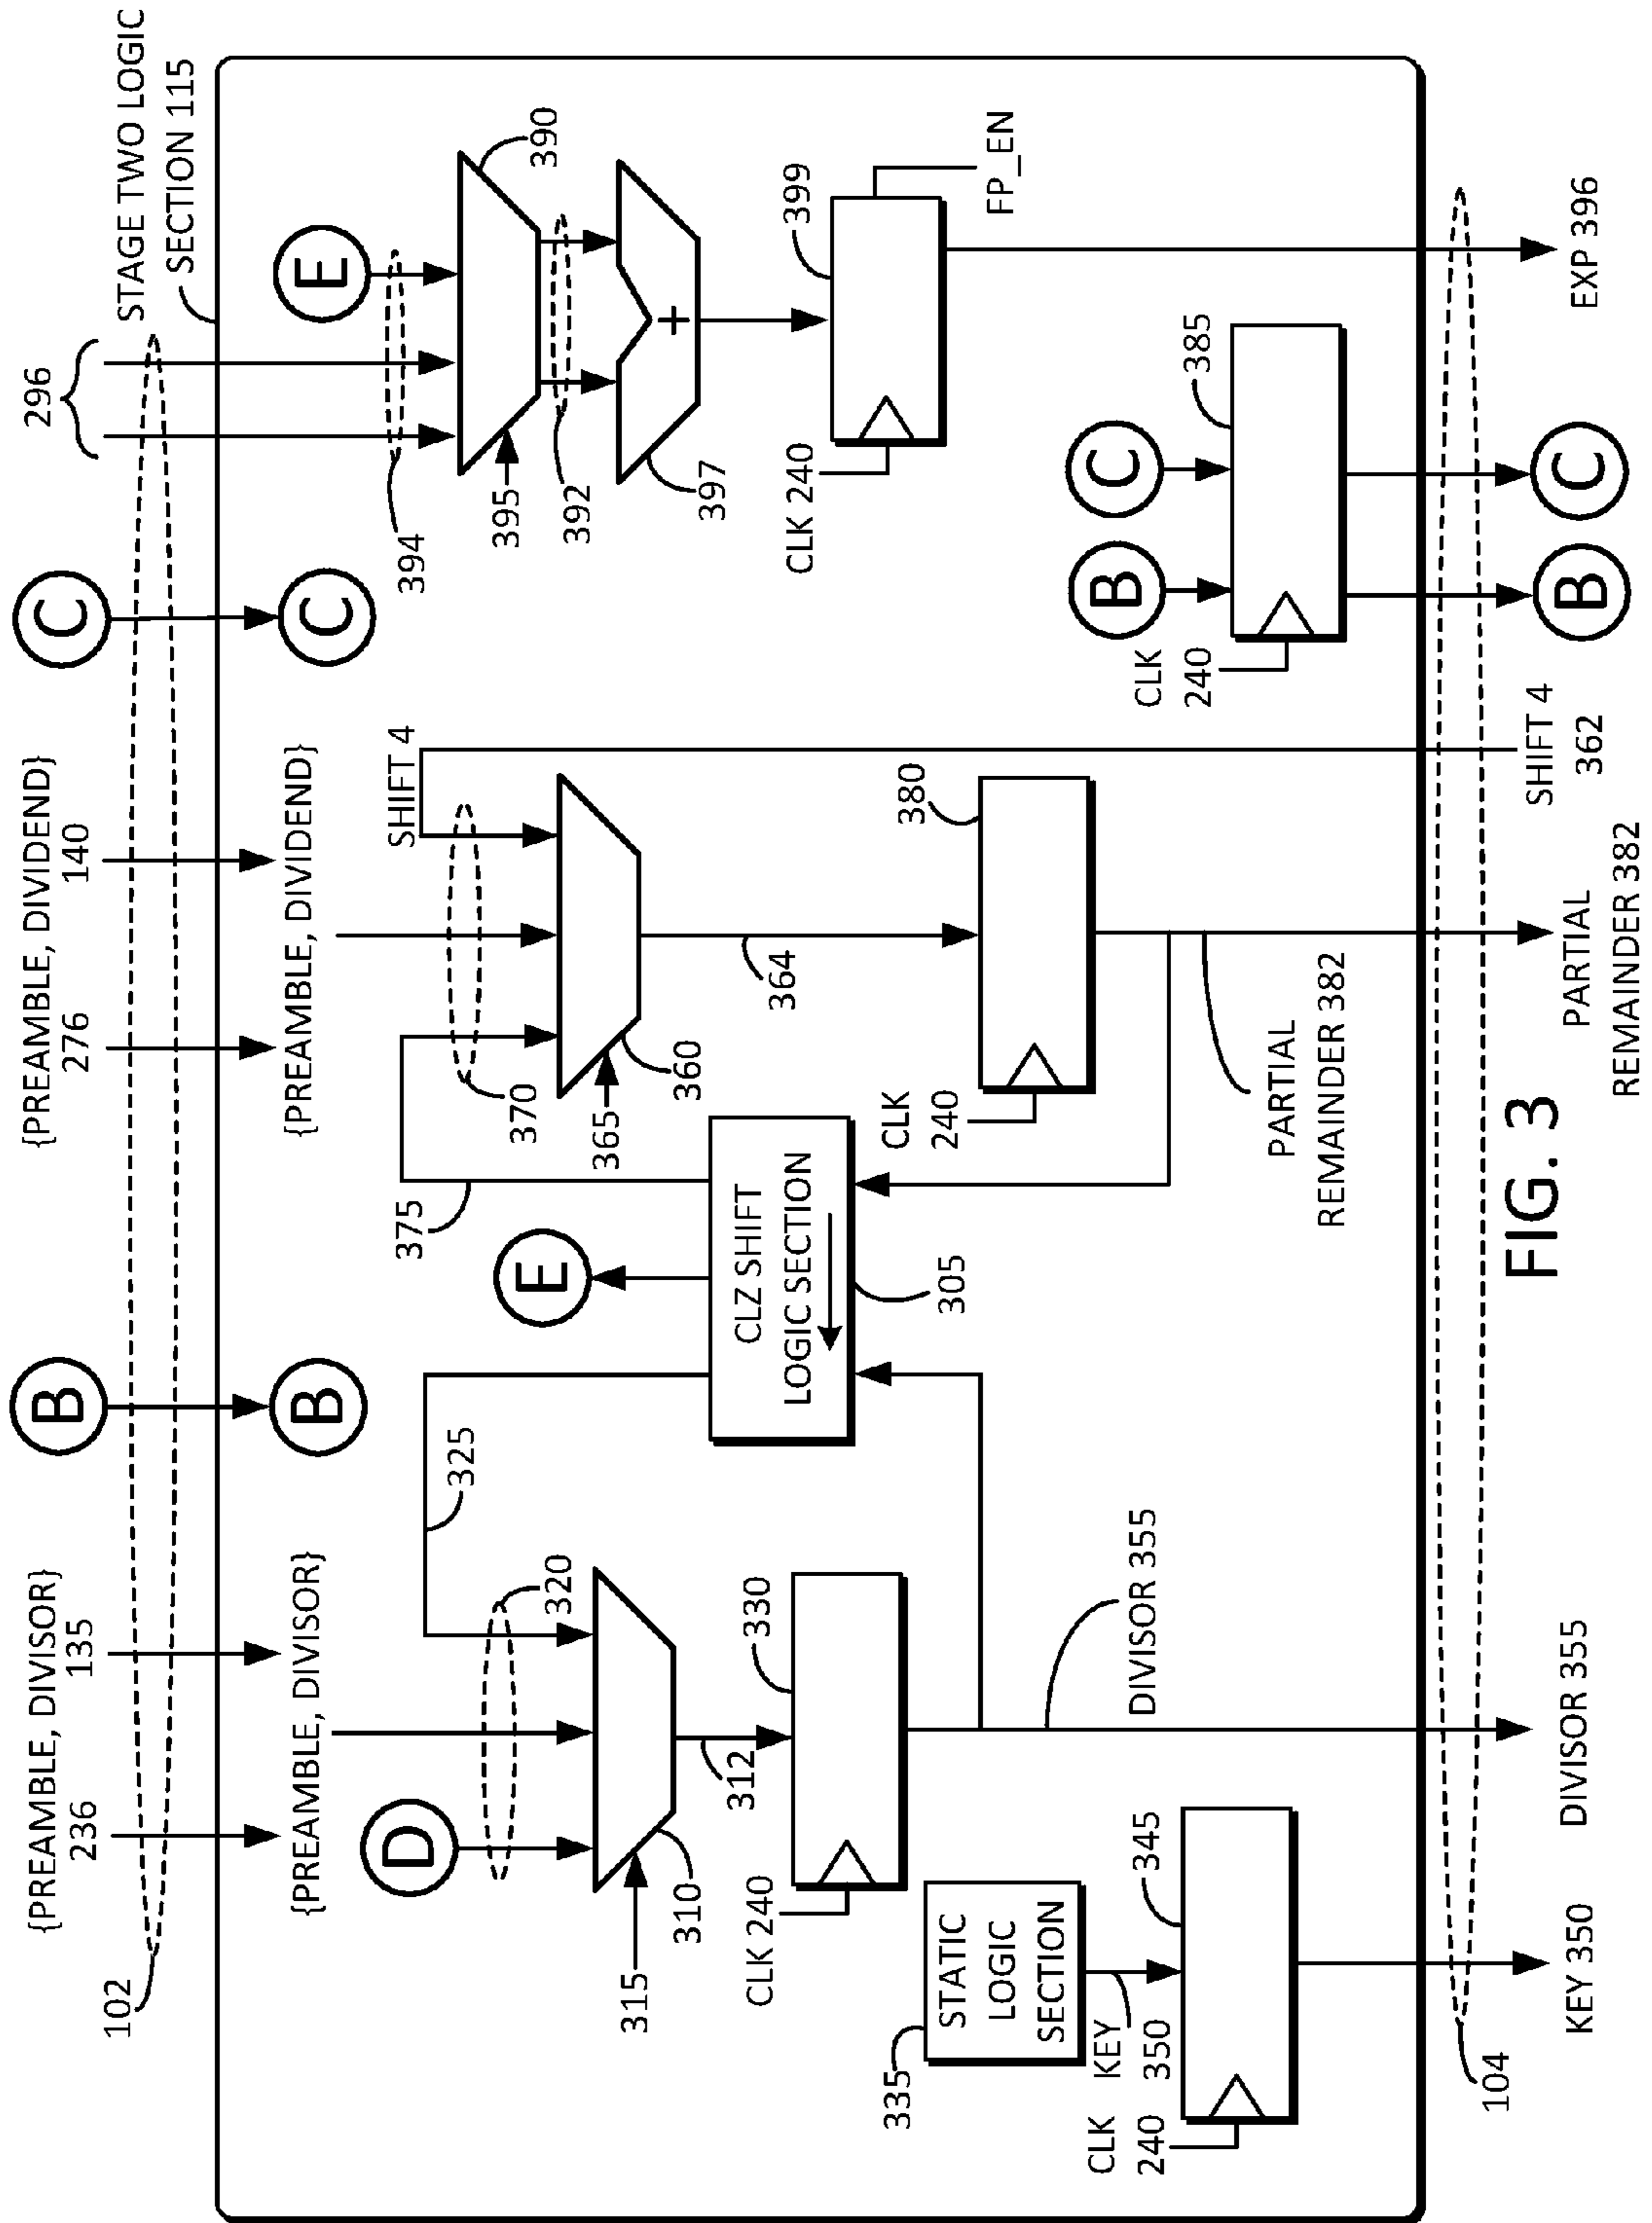 {PREAMBLE, DIVISOR}
236
135
B
{PREAMBLE, DIVIDEND}
276
140
C
296
102
STAGE TWO LOGIC
SECTION 115
{PREAMBLE, DIVISOR}
B
{PREAMBLE, DIVIDEND}
C
E
D
320
325
E
375
370
SHIFT 4
394
390
395
392
397
315
310
312
CLZ SHIFT
LOGIC SECTION
305
365
360
364
CLK 240
330
CLK
240
380
CLK 240
399
FP_EN
335
STATIC
LOGIC
SECTION
KEY
350
CLK
240
345
DIVISOR 355
PARTIAL
REMAINDER 382
B
C
CLK
240
385
104
KEY 350
DIVISOR 355
PARTIAL
REMAINDER 382
SHIFT 4
362
B
C
EXP 396
FIG. 3